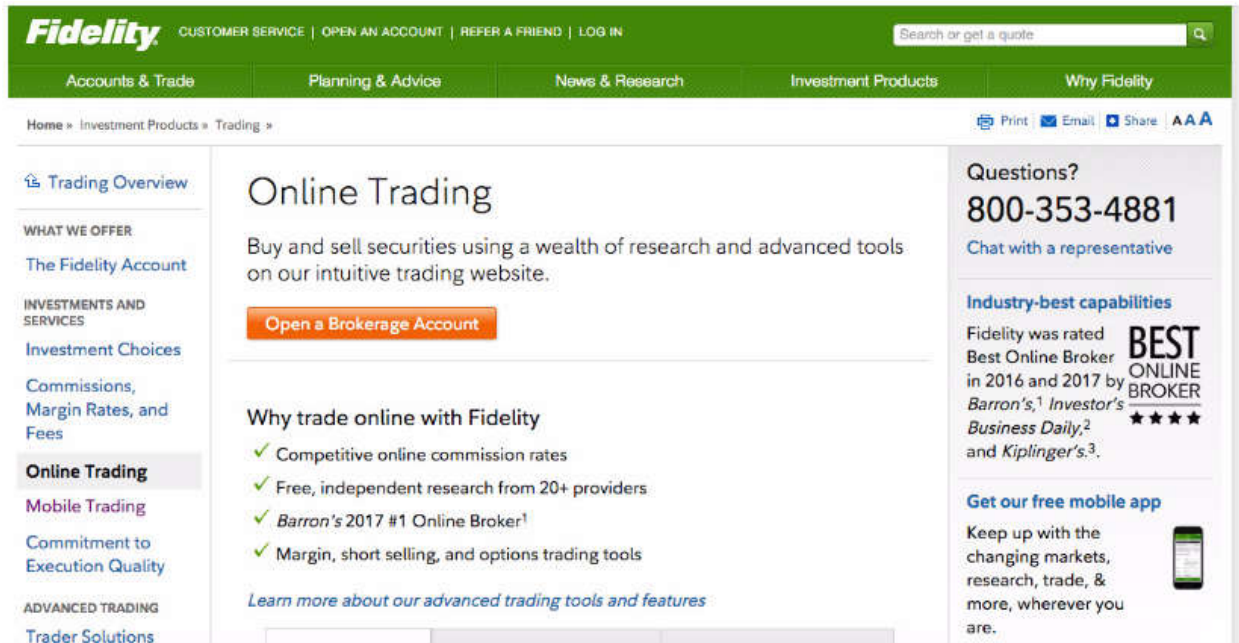 Fidelity
CUSTOMER SERVICE | OPEN AN ACCOUNT | REFER A FRIEND | LOG IN
Search or get a quote
Accounts & Trade
Planning & Advice
News & Research
Investment Products
Why Fidelity
Home » Investment Products » Trading »
Print
Email
Share
A A A
Trading Overview
WHAT WE OFFER
The Fidelity Account
INVESTMENTS AND
SERVICES
Investment Choices
Commissions,
Margin Rates, and
Fees
Online Trading
Mobile Trading
Commitment to
Execution Quality
ADVANCED TRADING
Trader Solutions
Online Trading
Buy and sell securities using a wealth of research and advanced tools
on our intuitive trading website.
Open a Brokerage Account
Why trade online with Fidelity
✓ Competitive online commission rates
✓ Free, independent research from 20+ providers
✓ Barron's 2017 #1 Online Broker¹
✓ Margin, short selling, and options trading tools
Learn more about our advanced trading tools and features
Questions?
800-353-4881
Chat with a representative
Industry-best capabilities
Fidelity was rated
Best Online Broker
in 2016 and 2017 by
Barron's,¹ Investor's
Business Daily,²
and Kiplinger's.³.
BEST
ONLINE
BROKER
★★★★
Get our free mobile app
Keep up with the
changing markets,
research, trade, &
more, wherever you
are.